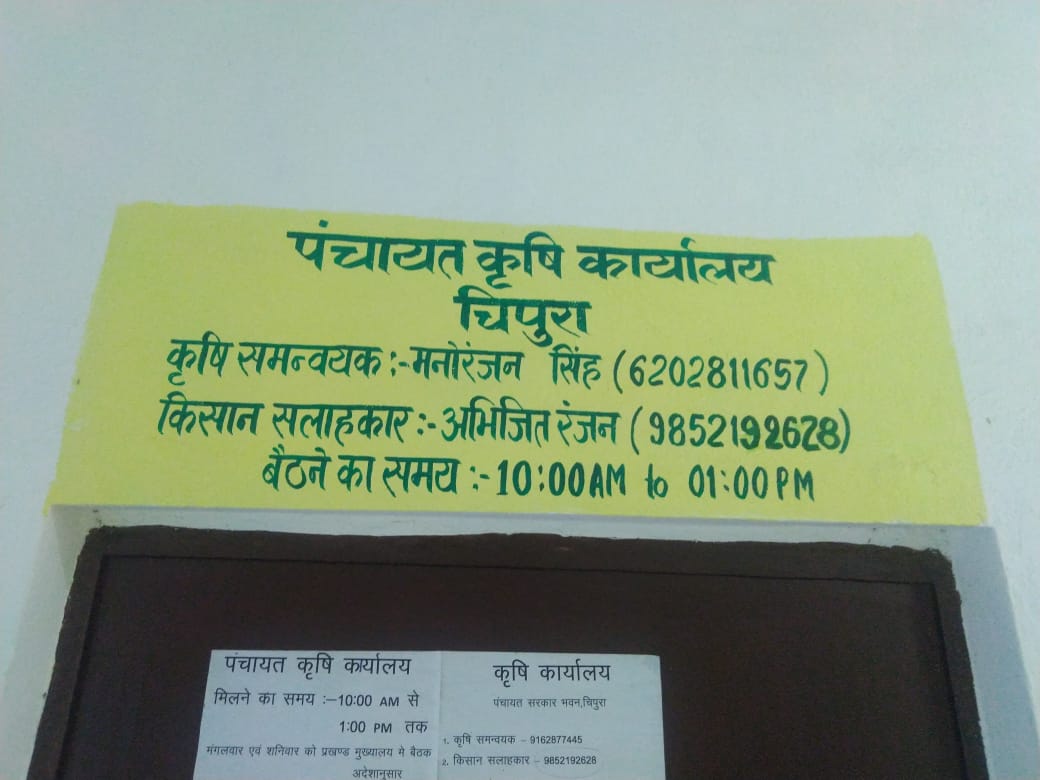 पंचायत कृषि कार्यालय
चिपुरा
कृषि समन्वयक :- मनोरंजन सिंह (6202811657)
किसान सलाहकार :- अभिजित रंजन (9852192628)
बैठने का समय :- 10:00AM to 01:00PM
पंचायत कृषि कार्यालय
मिलने का समय :–10:00 AM से
1:00 PM तक
मंगलवार एवं शनिवार को प्रखण्ड मुख्यालय मे बैठक
अदेशानुसार
कृषि कार्यालय
पंचायत सरकार भवन,चिपुरा
1. कृषि समन्वयक – 9162877445
2. किसान सलाहकार – 9852192628